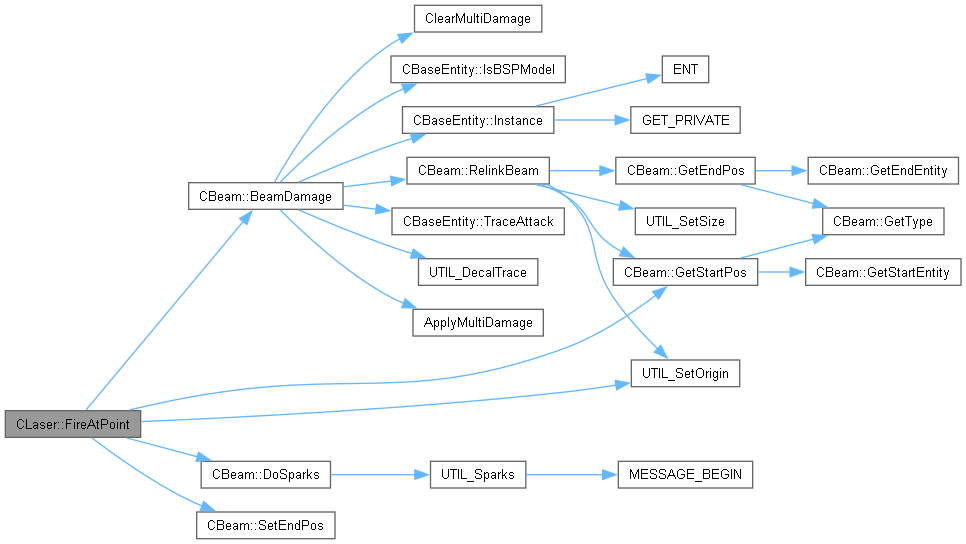 ClearMultiDamage
CBaseEntity::IsBSPModel
ENT
CBaseEntity::Instance
GET_PRIVATE
CBeam::RelinkBeam
CBeam::GetEndPos
CBeam::GetEndEntity
CBeam::BeamDamage
CBaseEntity::TraceAttack
UTIL_SetSize
CBeam::GetType
UTIL_DecalTrace
CBeam::GetStartPos
CBeam::GetStartEntity
ApplyMultiDamage
UTIL_SetOrigin
CLaser::FireAtPoint
CBeam::DoSparks
UTIL_Sparks
MESSAGE_BEGIN
CBeam::SetEndPos